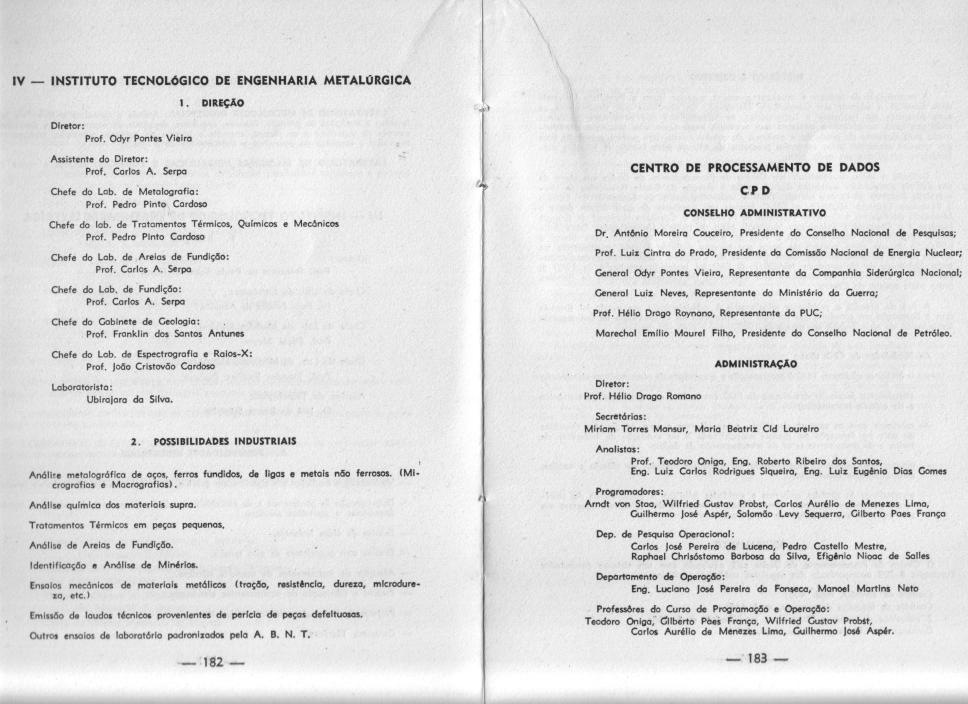 IV — INSTITUTO TECNOLÓGICO DE ENGENHARIA METALÚRGICA
1. DIREÇÃO
Diretor:
Prof. Odyr Pontes Vieira
Assistente do Diretor:
Prof. Carlos A. Serpa
Chefe do Lab. de Metalografia:
Prof. Pedro Pinto Cardoso
Chefe do lab. de Tratamentos Térmicos, Químicos e Mecânicos
Prof. Pedro Pinto Cardoso
Chefe do Lab. de Areias de Fundição:
Prof. Carlos A. Serpa
Chefe do Lab. de Fundição:
Prof. Carlos A. Serpa
Chefe do Gabinete de Geologia:
Prof. Franklin dos Santos Antunes
Chefe do Lab. de Espectrografia e Raios-X:
Prof. João Cristovão Cardoso
Laboratorista:
Ubirajara da Silva.
2. POSSIBILIDADES INDUSTRIAIS
Análise metalográfica de aços, ferros fundidos, de ligas e metais não ferrosos. (Mi-
crografias e Macrografias).
Análise química dos materiais supra.
Tratamentos Térmicos em peças pequenas.
Análise de Areias de Fundição.
Identificação e Análise de Minérios.
Ensaios mecânicos de materiais metálicos (tração, resistência, dureza, microdure-
za, etc.)
Emissão de laudos técnicos provenientes de perícia de peças defeituosas.
Outros ensaios de laboratório padronizados pela A. B. N. T.
— 182 —
CENTRO DE PROCESSAMENTO DE DADOS
CPD
CONSELHO ADMINISTRATIVO
Dr. Antônio Moreira Couceiro, Presidente do Conselho Nacional de Pesquisas;
Prof. Luiz Cintra do Prado, Presidente da Comissão Nacional de Energia Nuclear;
General Odyr Pontes Vieira, Representante da Companhia Siderúrgica Nacional;
General Luiz Neves, Representante do Ministério da Guerra;
Prof. Hélio Drago Roynano, Representante da PUC;
Marechal Emílio Maurel Filho, Presidente do Conselho Nacional de Petróleo.
ADMINISTRAÇÃO
Diretor:
Prof. Hélio Drago Romano
Secretárias:
Miriam Torres Mansur, Maria Beatriz Cid Loureiro
Analistas:
Prof. Teodoro Oniga, Eng. Roberto Ribeiro dos Santos,
Eng. Luiz Carlos Rodrigues Siqueira, Eng. Luiz Eugênio Dias Gomes
Programadores:
Arndt von Staa, Wilfried Gustav Probst, Carlos Aurélio de Menezes Lima,
Guilhermo José Aspér, Salomão Levy Sequerra, Gilberto Paes França
Dep. de Pesquisa Operacional:
Carlos José Pereira de Lucena, Pedro Castello Mestre,
Raphael Chrisóstomo Barbosa da Silva, Efigênio Nioac de Salles
Departamento de Operação:
Eng. Luciano José Pereira da Fonseca, Manoel Martins Neto
Professôres do Curso de Programação e Operação:
Teodoro Oniga, Gilberto Paes França, Wilfried Gustav Probst,
Carlos Aurélio de Menezes Lima, Guilhermo José Aspér.
— 183 —